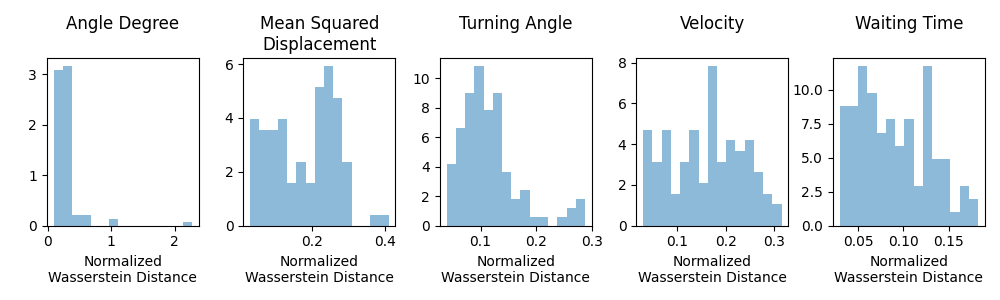 Angle Degree
Mean Squared
Displacement
Turning Angle
Velocity
Waiting Time
3
2
1
0
0
1
2
Normalized
Wasserstein Distance
6
4
2
0
0.2
0.4
Normalized
Wasserstein Distance
10
8
6
4
2
0
0.1
0.2
0.3
Normalized
Wasserstein Distance
8
6
4
2
0
0.1
0.2
0.3
Normalized
Wasserstein Distance
10.0
7.5
5.0
2.5
0.0
0.05
0.10
0.15
Normalized
Wasserstein Distance